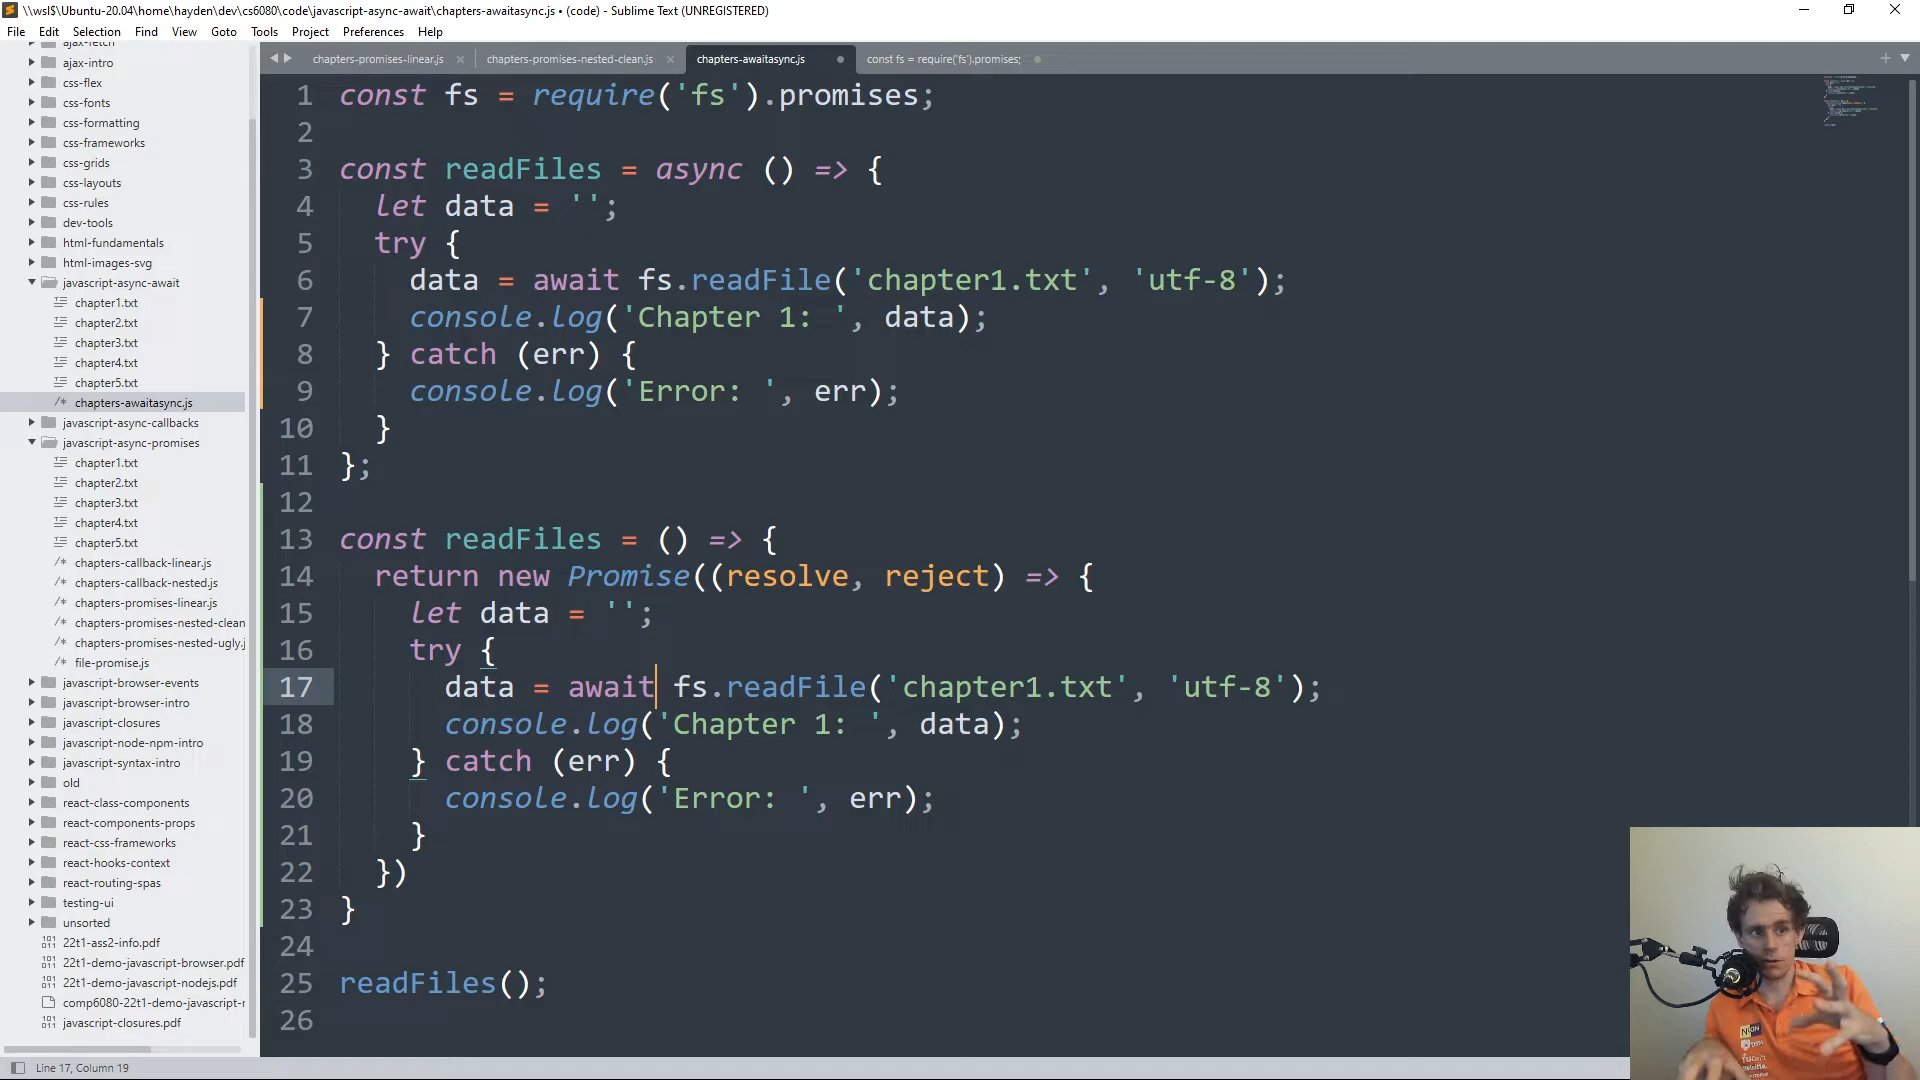 \\wsl$\Ubuntu-20.04\home\hayden\dev\cs6080\code\javascript-async-await\chapters-awaitasync.js • (code) - Sublime Text (UNREGISTERED)
File Edit Selection Find View Goto Tools Project Preferences Help
ajax-fetch
ajax-intro
css-flex
css-fonts
css-formatting
css-frameworks
css-grids
css-layouts
css-rules
dev-tools
html-fundamentals
html-images-svg
javascript-async-await
chapter1.txt
chapter2.txt
chapter3.txt
chapter4.txt
chapter5.txt
/* chapters-awaitasync.js
javascript-async-callbacks
javascript-async-promises
chapter1.txt
chapter2.txt
chapter3.txt
chapter4.txt
chapter5.txt
/* chapters-callback-linear.js
/* chapters-callback-nested.js
/* chapters-promises-linear.js
/* chapters-promises-nested-clean
/* chapters-promises-nested-ugly.j
/* file-promise.js
javascript-browser-events
javascript-browser-intro
javascript-closures
javascript-node-npm-intro
javascript-syntax-intro
old
react-class-components
react-components-props
react-css-frameworks
react-hooks-context
react-routing-spas
testing-ui
unsorted
22t1-ass2-info.pdf
22t1-demo-javascript-browser.pdf
22t1-demo-javascript-nodejs.pdf
comp6080-22t1-demo-javascript-r
javascript-closures.pdf
chapters-promises-linear.js × chapters-promises-nested-clean.js × chapters-awaitasync.js const fs = require('fs').promises;
1 const fs = require('fs').promises;
2
3 const readFiles = async () => {
4 let data = '';
5 try {
6 data = await fs.readFile('chapter1.txt', 'utf-8');
7 console.log('Chapter 1: ', data);
8 } catch (err) {
9 console.log('Error: ', err);
10 }
11 };
12
13 const readFiles = () => {
14 return new Promise((resolve, reject) => {
15 let data = '';
16 try {
17 data = await fs.readFile('chapter1.txt', 'utf-8');
18 console.log('Chapter 1: ', data);
19 } catch (err) {
20 console.log('Error: ', err);
21 }
22 })
23 }
24
25 readFiles();
26
Line 17, Column 19